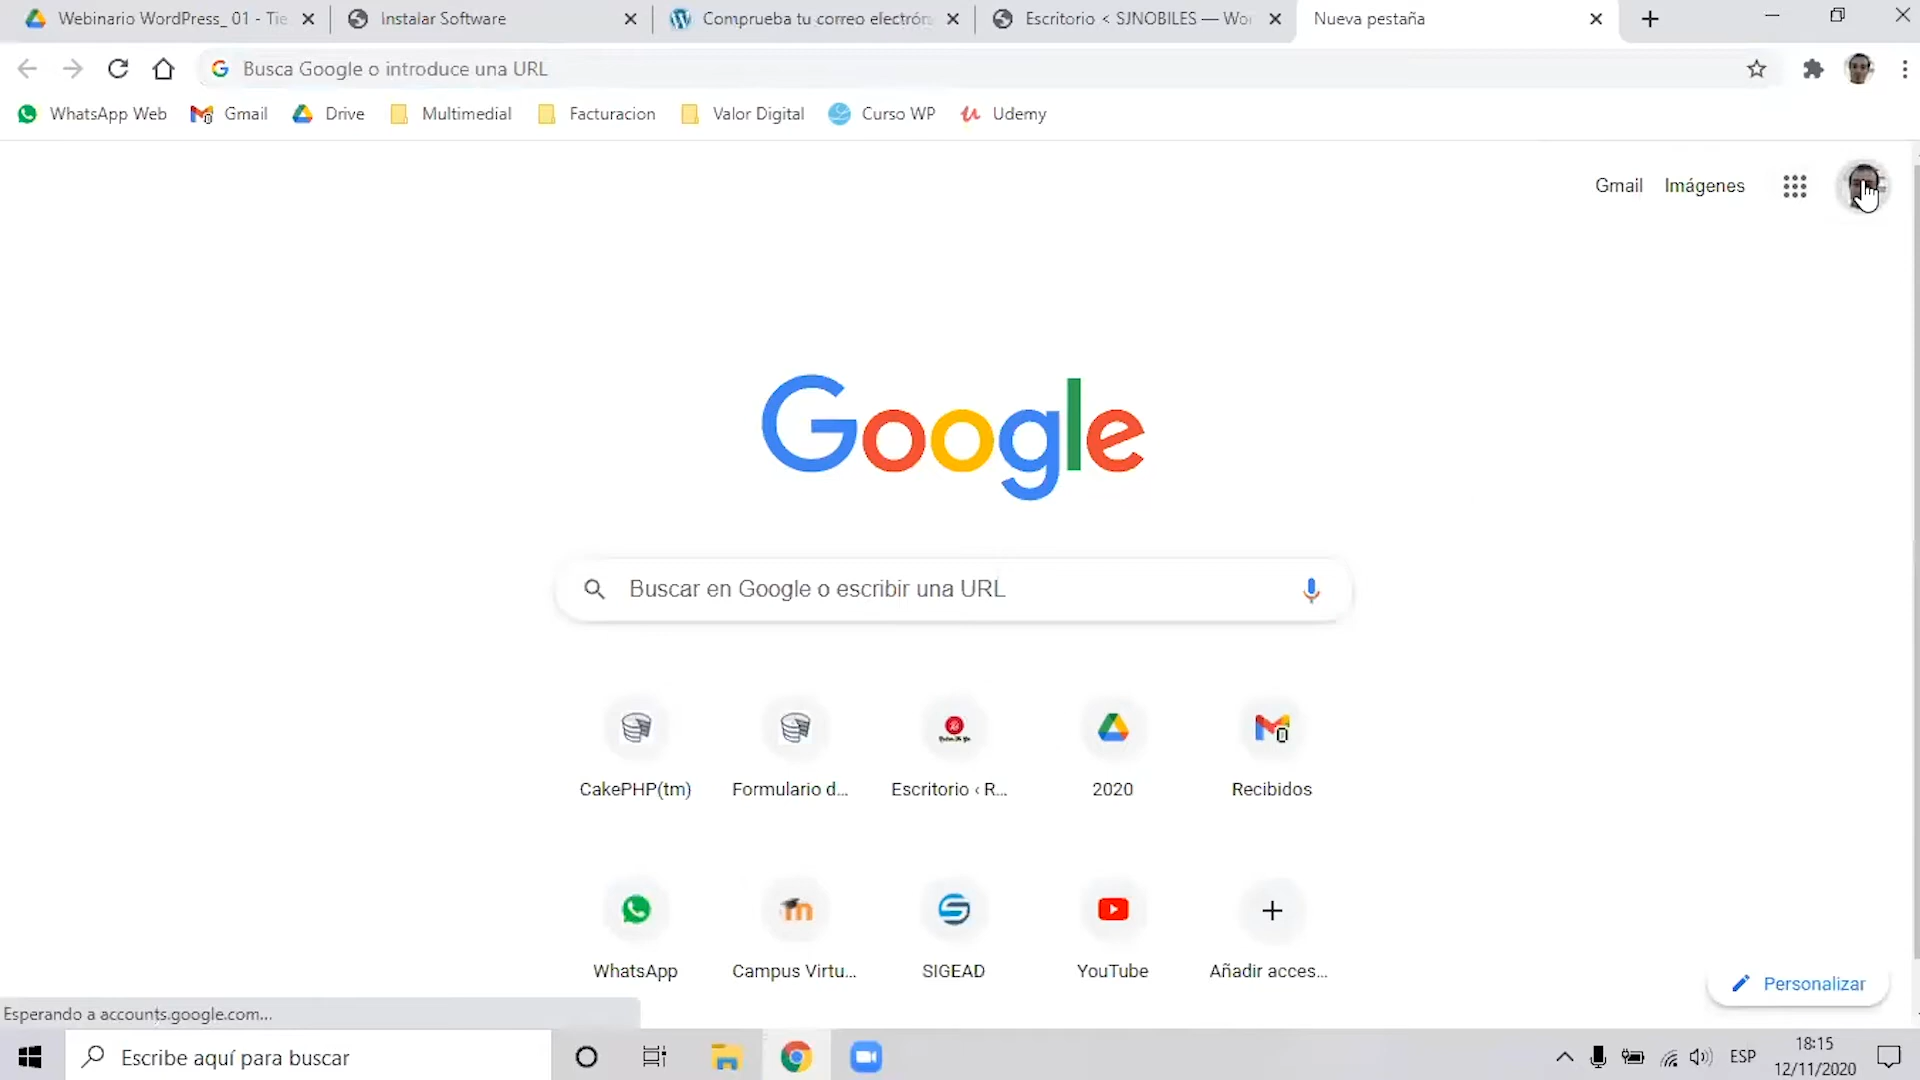 Webinario WordPress_ 01 - Tie
Instalar Software
Comprueba tu correo electrón
Escritorio < SJNOBILES — Wor
Nueva pestaña
Busca Google o introduce una URL
WhatsApp Web
Gmail
Drive
Multimedial
Facturacion
Valor Digital
Curso WP
Udemy
Gmail
Imágenes
Google
Buscar en Google o escribir una URL
CakePHP(tm)
Formulario d...
Escritorio ‹ R...
2020
Recibidos
WhatsApp
Campus Virtu...
SIGEAD
YouTube
Añadir acces...
Personalizar
Esperando a accounts.google.com...
Escribe aquí para buscar
ESP
18:15
12/11/2020